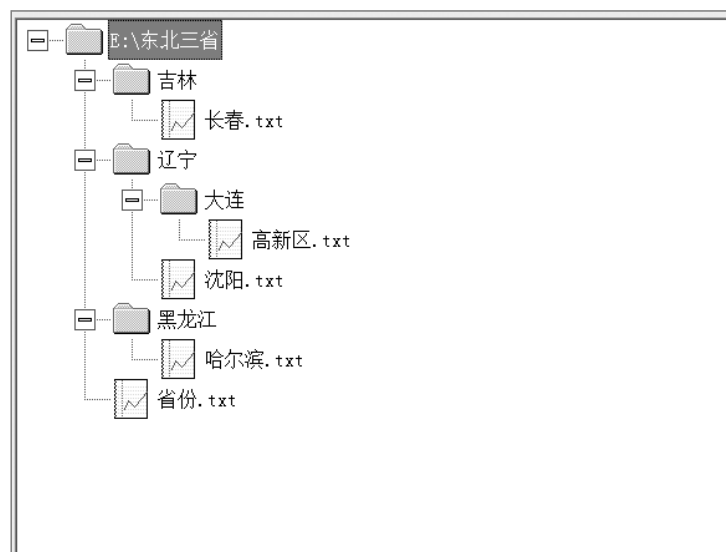 E:\东北三省
吉林
长春.txt
辽宁
大连
高新区.txt
沈阳.txt
黑龙江
哈尔滨.txt
省份.txt